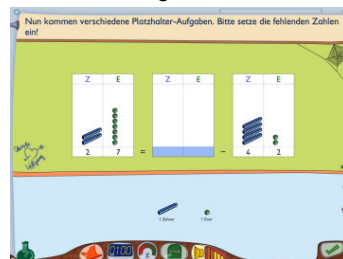 Nun kommen verschiedene Platzhalter-Aufgaben. Bitte setze die fehlenden Zahlen
ein!
Z E Z E Z E
2 7 = - 4 2
1 Zehner 1 Einer